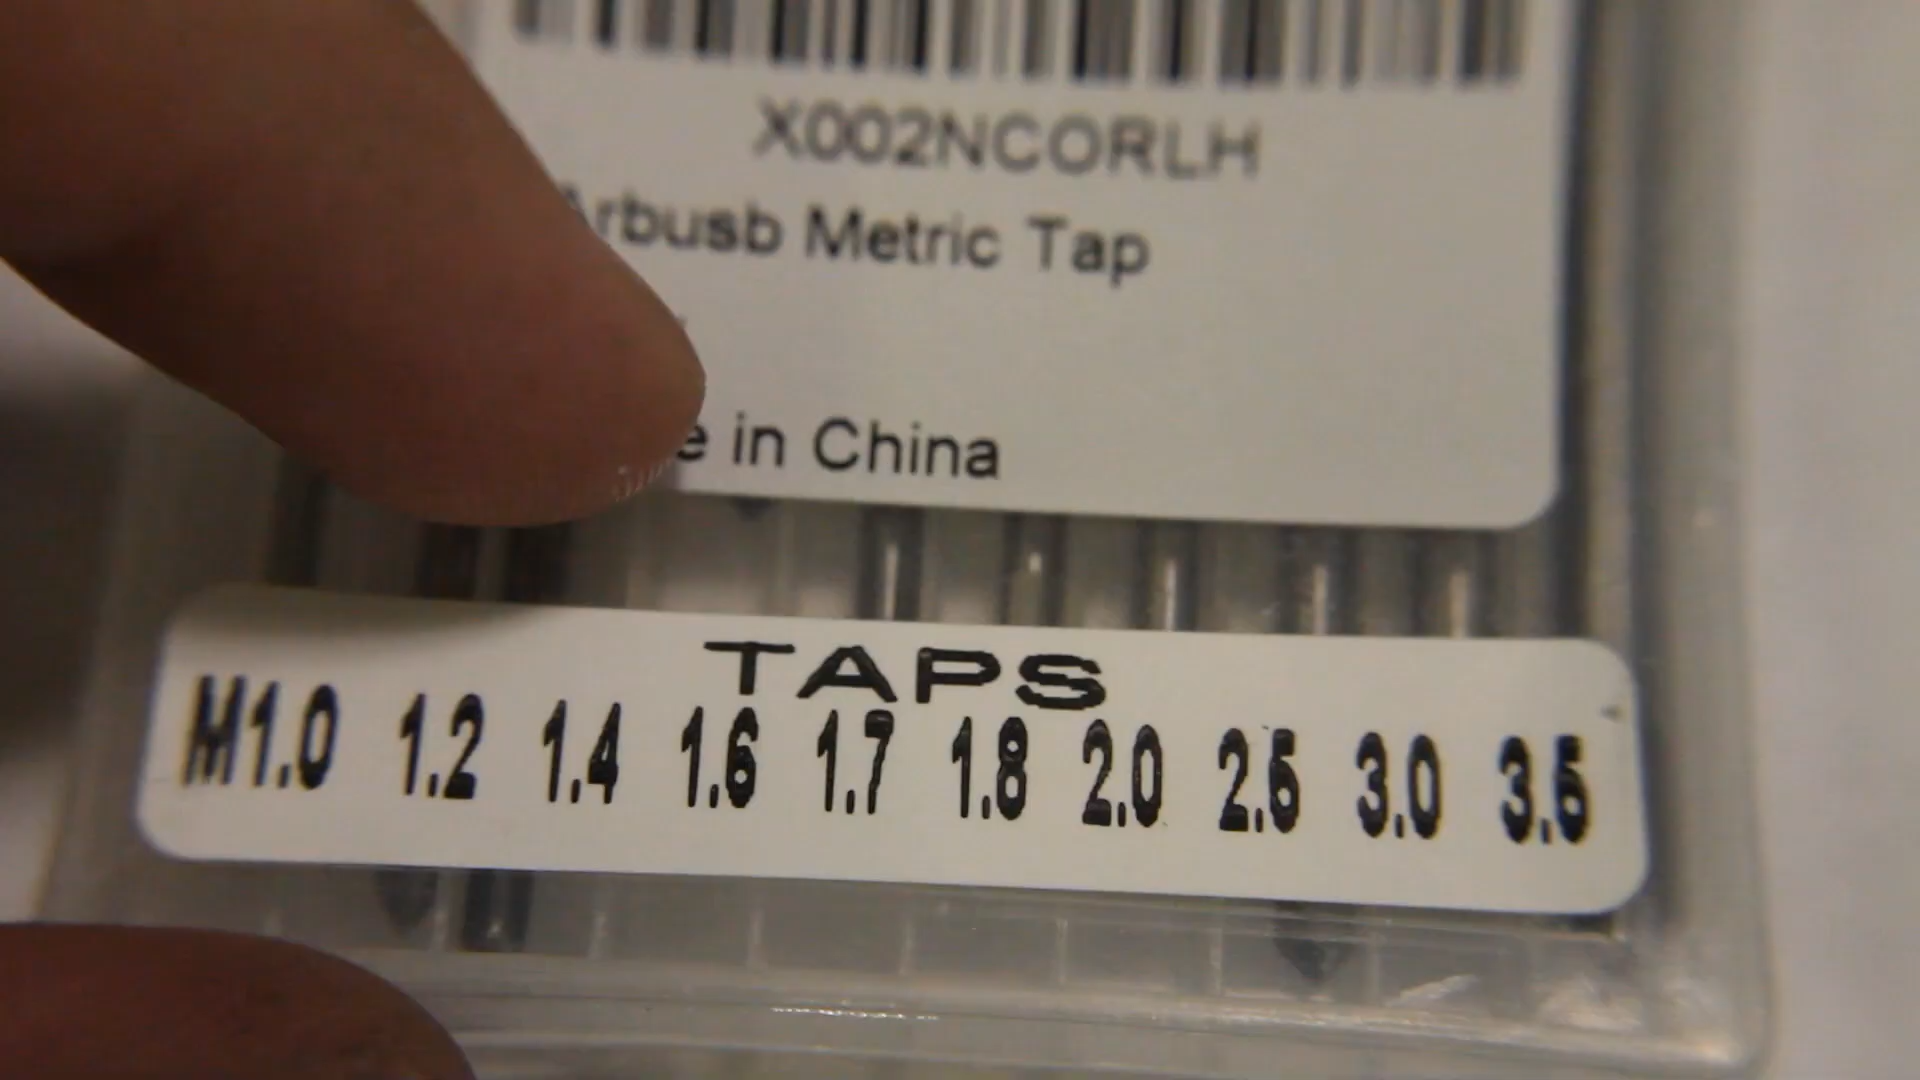 X002NCORLH
Arbusb Metric Tap
e in China
TAPS
M1.0 1.2 1.4 1.6 1.7 1.8 2.0 2.5 3.0 3.5